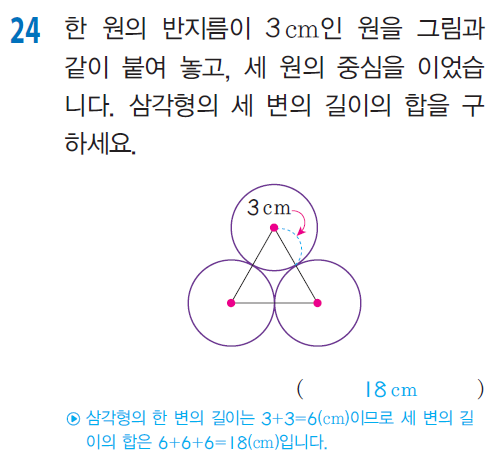 24 한 원의 반지름이 3 cm인 원을 그림과
같이 붙여 놓고, 세 원의 중심을 이었습
니다. 삼각형의 세 변의 길이의 합을 구
하세요.
3 cm
( 18 cm )
▶ 삼각형의 한 변의 길이는 3+3=6(cm)이므로 세 변의 길
이의 합은 6+6+6=18(cm)입니다.